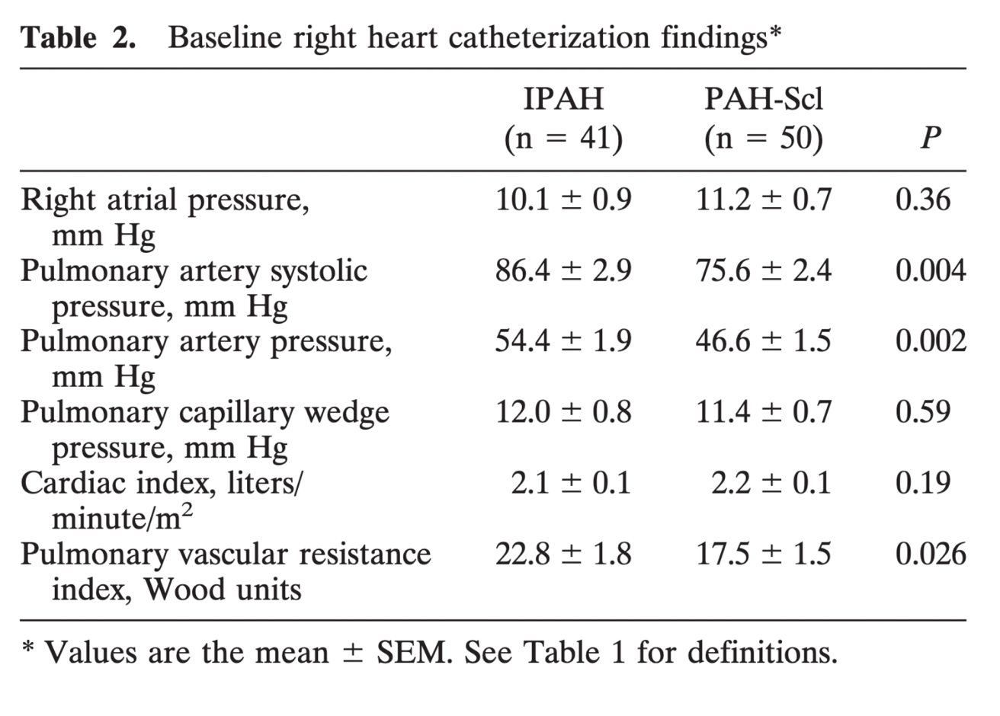 Table 2. Baseline right heart catheterization findings*
IPAH PAH-Scl
(n = 41) (n = 50) P
Right atrial pressure, 10.1 ± 0.9 11.2 ± 0.7 0.36
mm Hg
Pulmonary artery systolic 86.4 ± 2.9 75.6 ± 2.4 0.004
pressure, mm Hg
Pulmonary artery pressure, 54.4 ± 1.9 46.6 ± 1.5 0.002
mm Hg
Pulmonary capillary wedge 12.0 ± 0.8 11.4 ± 0.7 0.59
pressure, mm Hg
Cardiac index, liters/ 2.1 ± 0.1 2.2 ± 0.1 0.19
minute/m²
Pulmonary vascular resistance 22.8 ± 1.8 17.5 ± 1.5 0.026
index, Wood units
* Values are the mean ± SEM. See Table 1 for definitions.